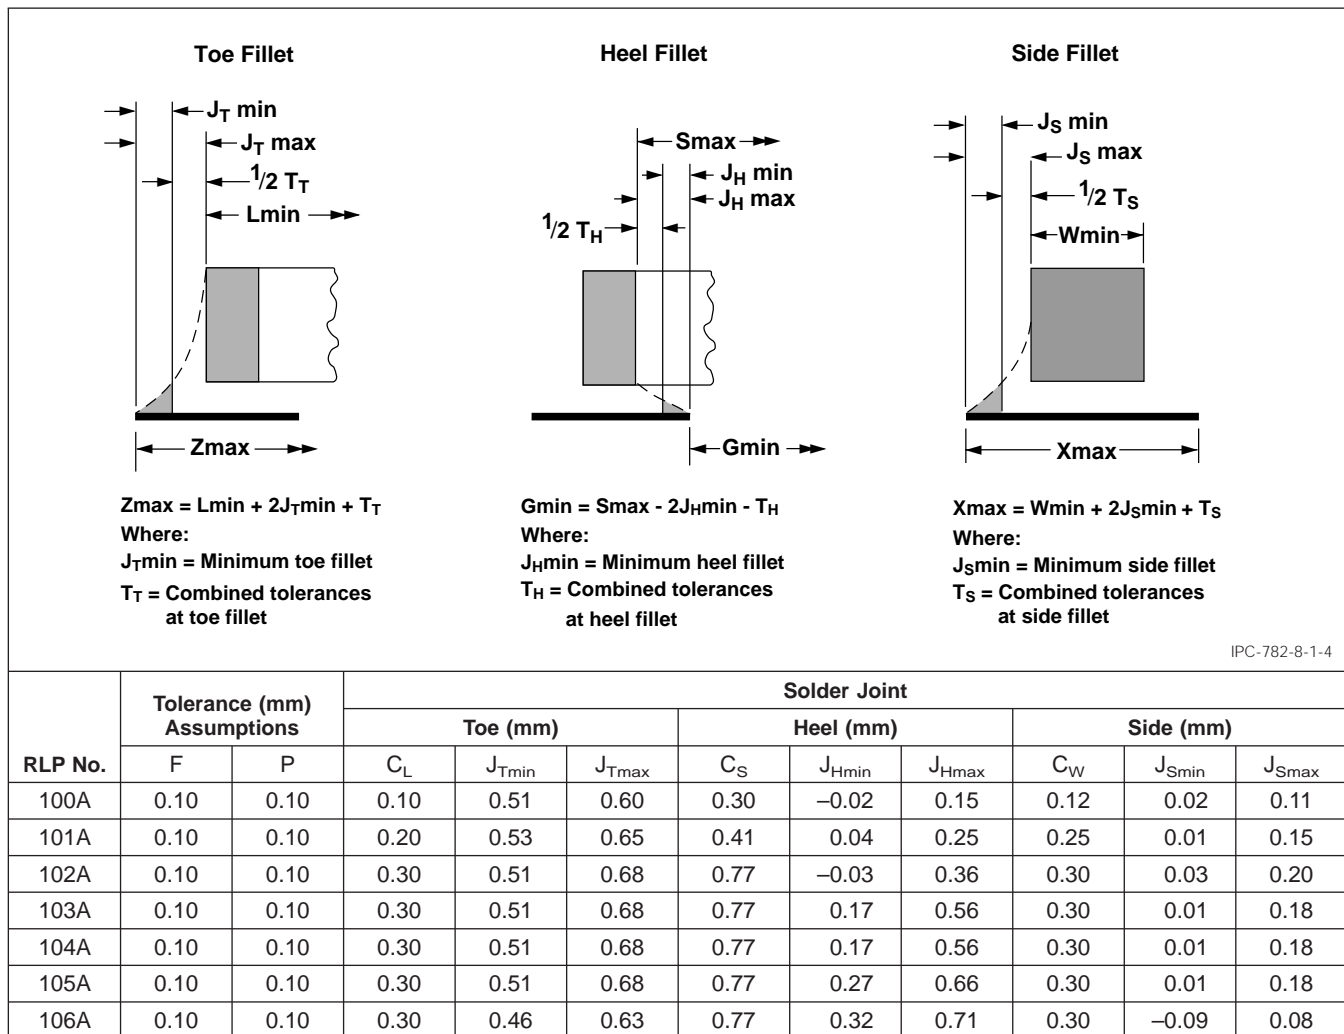 Toe Fillet
Heel Fillet
Side Fillet
JT min
JT max
1/2 TT
Lmin
Zmax
Smax
JH min
JH max
1/2 TH
Gmin
JS min
JS max
1/2 TS
Wmin
Xmax
Zmax = Lmin + 2JTmin + TT
Where:
JTmin = Minimum toe fillet
TT = Combined tolerances
at toe fillet
Gmin = Smax - 2JHmin - TH
Where:
JHmin = Minimum heel fillet
TH = Combined tolerances
at heel fillet
Xmax = Wmin + 2JSmin + TS
Where:
JSmin = Minimum side fillet
TS = Combined tolerances
at side fillet
IPC-782-8-1-4
RLP No. Tolerance (mm) Assumptions Solder Joint
Toe (mm) Heel (mm) Side (mm)
F P CL JTmin JTmax CS JHmin JHmax CW JSmin JSmax
100A 0.10 0.10 0.10 0.51 0.60 0.30 –0.02 0.15 0.12 0.02 0.11
101A 0.10 0.10 0.20 0.53 0.65 0.41 0.04 0.25 0.25 0.01 0.15
102A 0.10 0.10 0.30 0.51 0.68 0.77 –0.03 0.36 0.30 0.03 0.20
103A 0.10 0.10 0.30 0.51 0.68 0.77 0.17 0.56 0.30 0.01 0.18
104A 0.10 0.10 0.30 0.51 0.68 0.77 0.17 0.56 0.30 0.01 0.18
105A 0.10 0.10 0.30 0.51 0.68 0.77 0.27 0.66 0.30 0.01 0.18
106A 0.10 0.10 0.30 0.46 0.63 0.77 0.32 0.71 0.30 –0.09 0.08